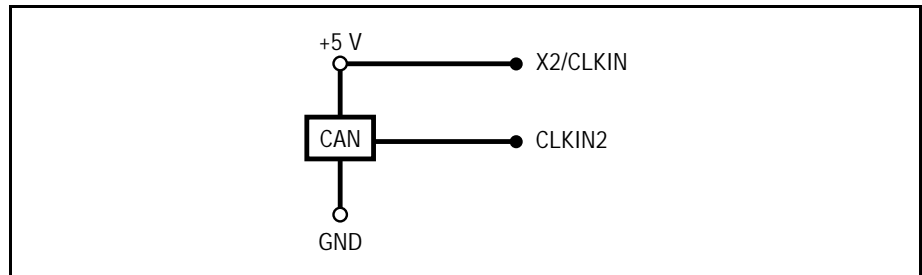 +5 V
X2/CLKIN
CAN
CLKIN2
GND